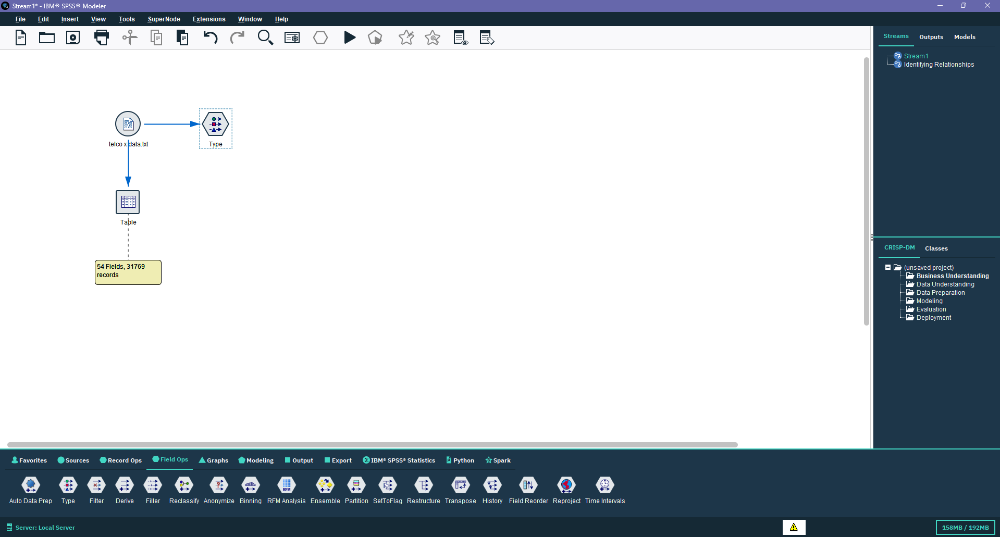 Stream1* - IBM® SPSS® Modeler
File Edit Insert View Tools SuperNode Extensions Window Help
Streams Outputs Models
Stream1
Identifying Relationships
telco x data.txt
Type
Table
54 Fields, 31769
records
CRISP-DM Classes
(unsaved project)
Business Understanding
Data Understanding
Data Preparation
Modeling
Evaluation
Deployment
Favorites Sources Record Ops Field Ops Graphs Modeling Output Export IBM® SPSS® Statistics Python Spark
RFM
Auto Data Prep Type Filter Derive Filler Reclassify Anonymize Binning RFM Analysis Ensemble Partition SetToFlag Restructure Transpose History Field Reorder Reproject Time Intervals
Server: Local Server
158MB / 192MB